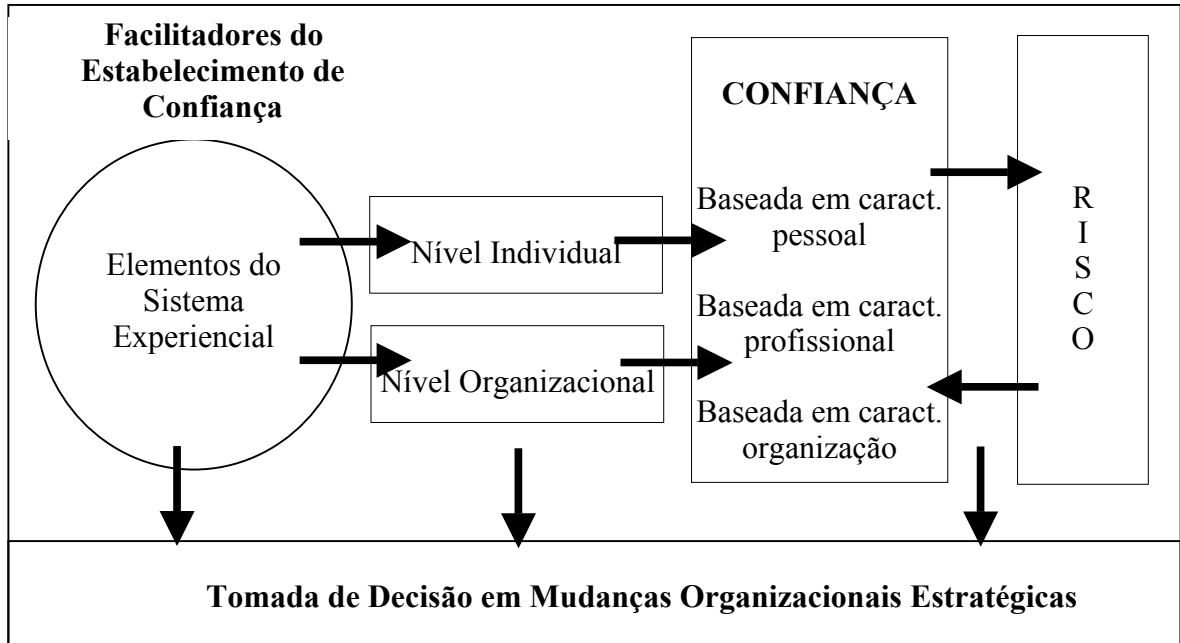 Facilitadores do
Estabelecimento de
Confiança
Elementos do
Sistema
Experiencial
Nível Individual
Nível Organizacional
CONFIANÇA
Baseada em caract.
pessoal
Baseada em caract.
profissional
Baseada em caract.
organização
R
I
S
C
O
Tomada de Decisão em Mudanças Organizacionais Estratégicas